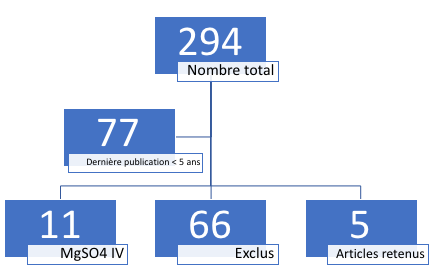 294
Nombre total
77
Dernière publication < 5 ans
11
MgSO4 IV
66
Exclus
5
Articles retenus